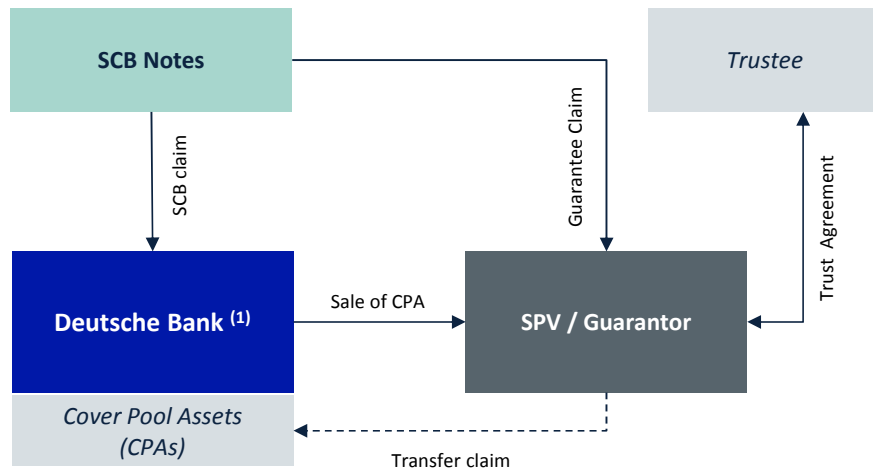 SCB Notes
Trustee
SCB claim
Guarantee Claim
Trust Agreement
Deutsche Bank (1)
Sale of CPA
SPV / Guarantor
Cover Pool Assets
(CPAs)
Transfer claim